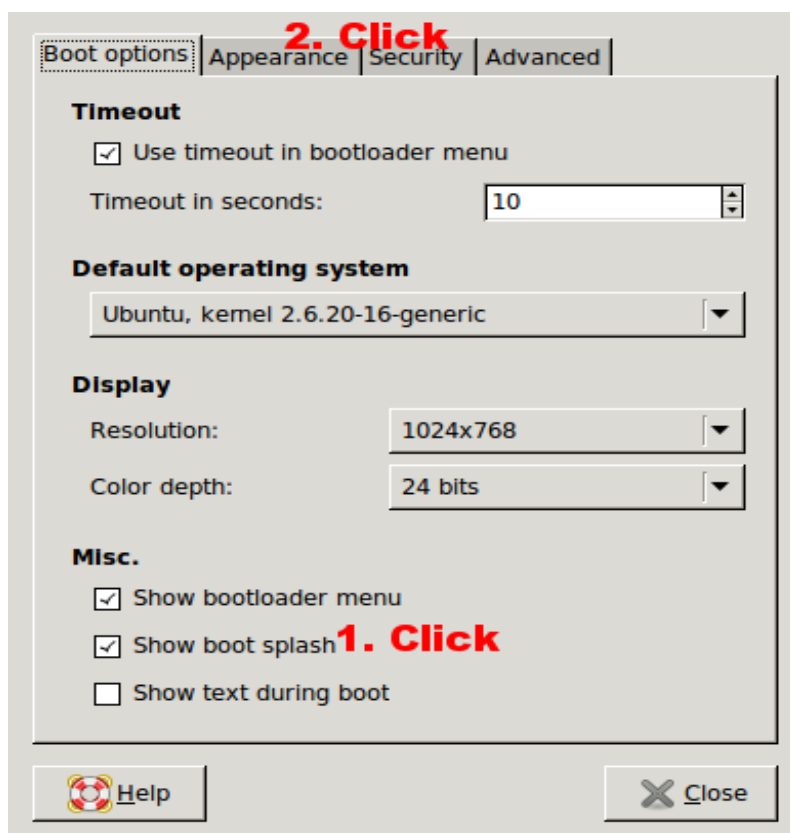 2. Click
Boot options Appearance Security Advanced
Timeout
Use timeout in bootloader menu
Timeout in seconds: 10
Default operating system
Ubuntu, kernel 2.6.20-16-generic
Display
Resolution: 1024x768
Color depth: 24 bits
Misc.
Show bootloader menu
Show boot splash 1. Click
Show text during boot
Help Close